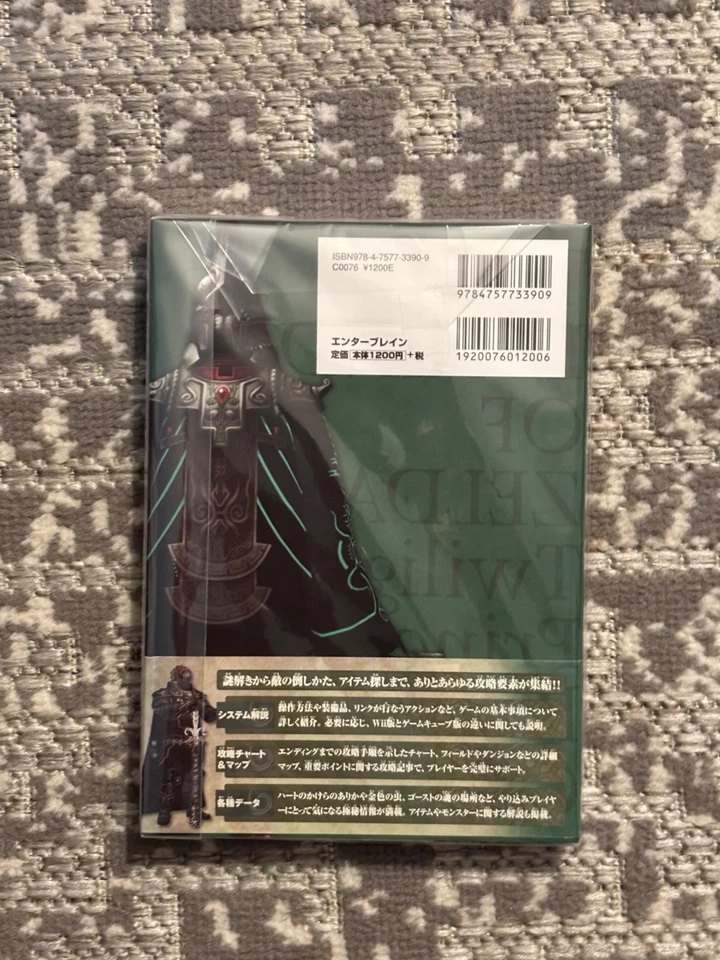 ISBN978-4-7577-3390-9
C0076 ¥1200E
9784757733909
エンターブレイン
定価 本体1200円 +税
1920076012006
OF
ZELDA
Twilig
Princ
謎解きから敵の倒しかた、アイテム探しまで、ありとあらゆる攻略要素が集結!!
システム解説
操作方法や装備品、リンクが行なうアクションなど、ゲームの基本事項について
詳しく紹介。必要に応じ、Wii版とゲームキューブ版の違いに関しても説明。
攻略チャート
&マップ
エンディングまでの攻略手順を示したチャート、フィールドやダンジョンなどの詳細
マップ、重要ポイントに関する攻略記事で、プレイヤーを完璧にサポート。
各種データ
ハートのかけらのありかや金色の虫、ゴーストの魂の場所など、やり込みプレイヤ
ーにとって気になる極秘情報が満載。アイテムやモンスターに関する解説も掲載。